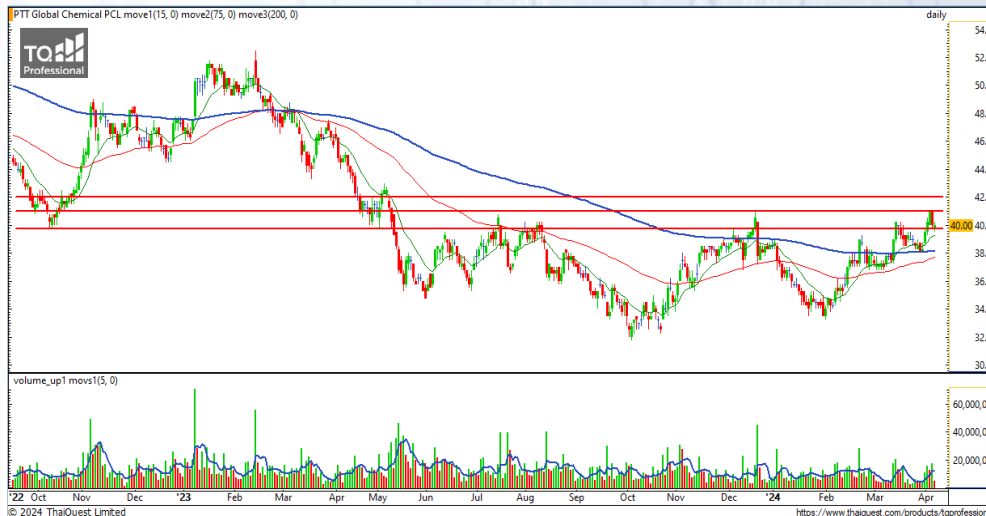 PTT Global Chemical PCL move1(15, 0) move2(75, 0) move3(200, 0)
daily
TQ
Professional
54.
52.
50.
48.
46.
44.
42.
40.00 40.
38.
36.
34.
32.
30.
volume_up1 movs1(5, 0)
60,000,0
40,000,0
20,000,0
'22 Oct Nov Dec '23 Feb Mar Apr May Jun Jul Aug Sep Oct Nov Dec '24 Feb Mar Apr
© 2024 ThaiQuest Limited
https://www.thaiquest.com/products/tqprofession